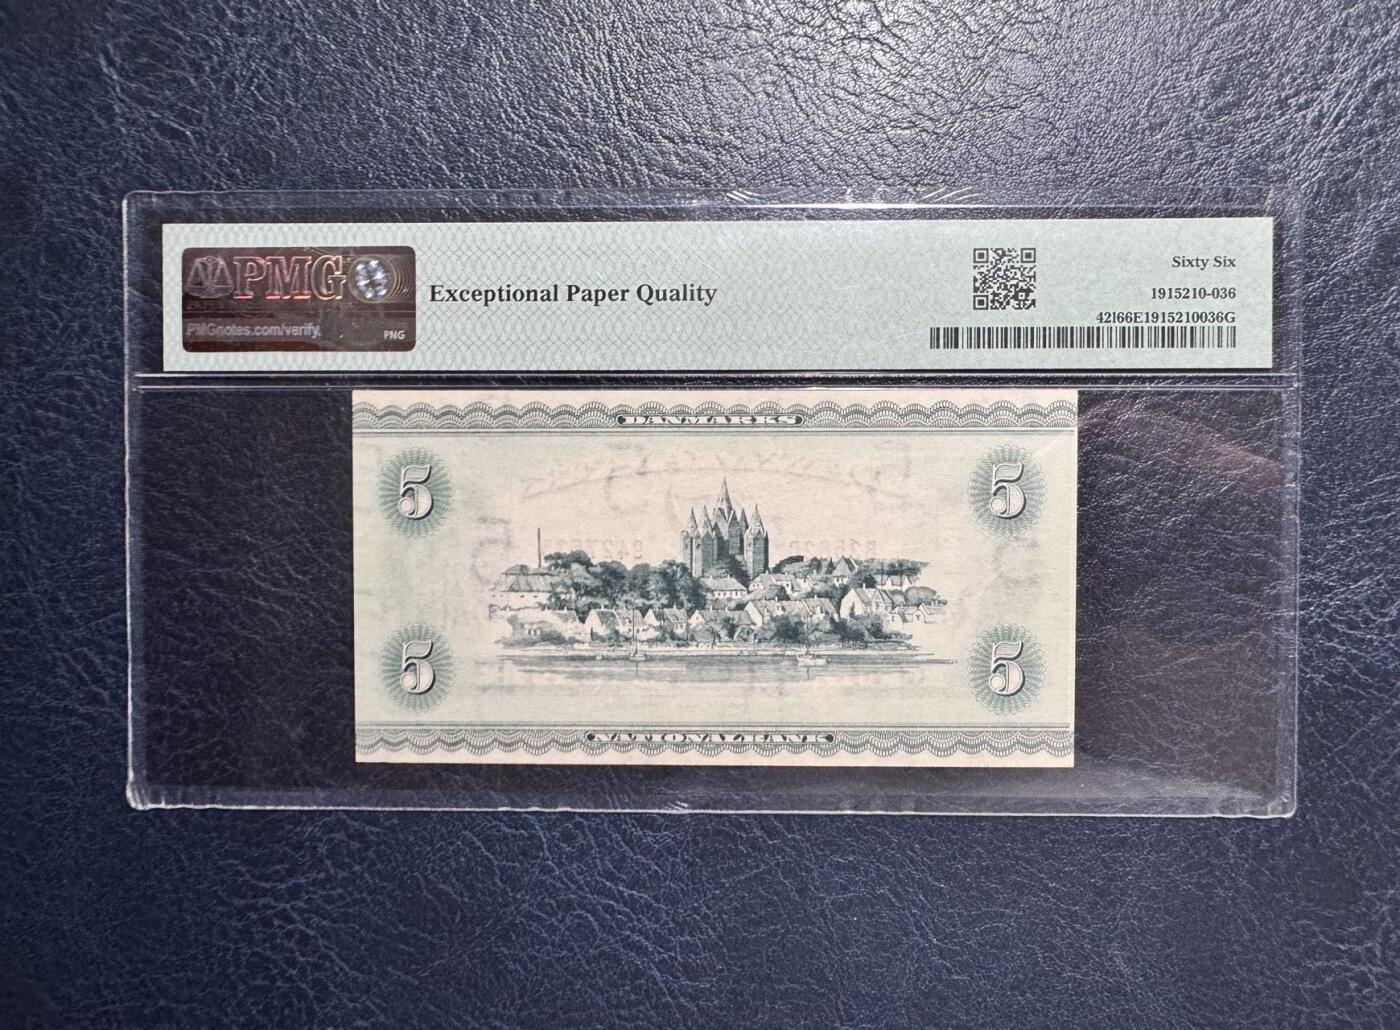 PMG
PMGnotes.com/verify.
PNG
Exceptional Paper Quality
Sixty Six
1915210-036
42I66E1915210036G
DANMARKS
5
5
5
5
NATIONALBANK